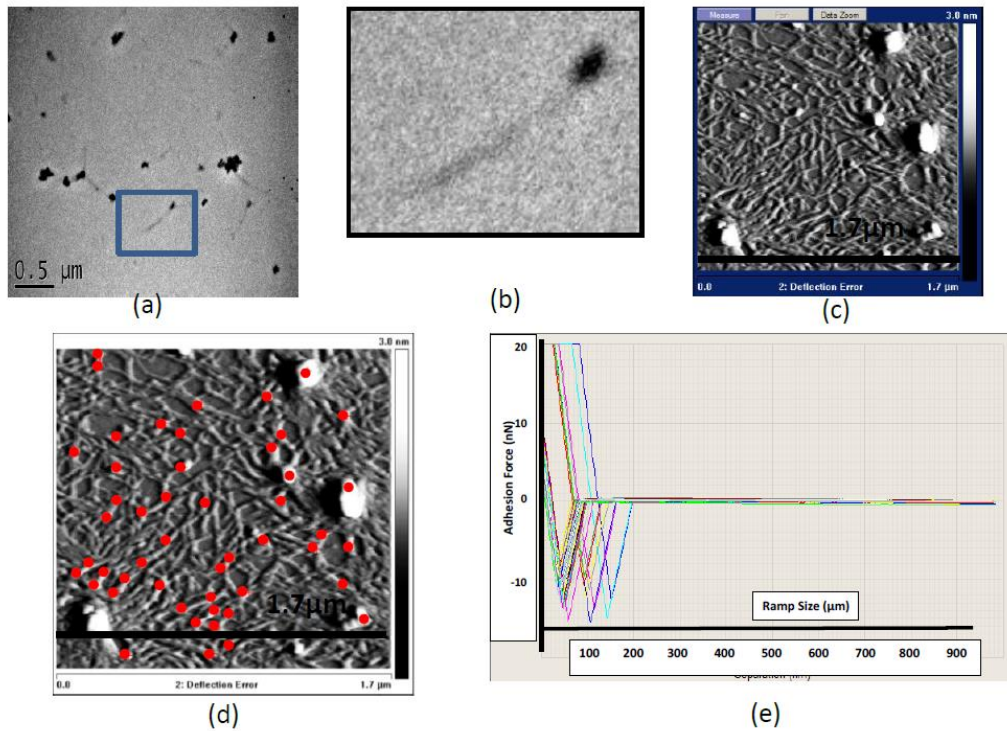 0.5 µm
(a)
(b)
Measure
Data Zoom
3.0 nm
1.7µm
0.0
2: Deflection Error
1.7 µm
(c)
3.0 nm
1.7µm
0.0
2: Deflection Error
1.7 µm
(d)
20
10
0
-10
Adhesion Force (nN)
Ramp Size (µm)
100 200 300 400 500 600 700 800 900
(e)